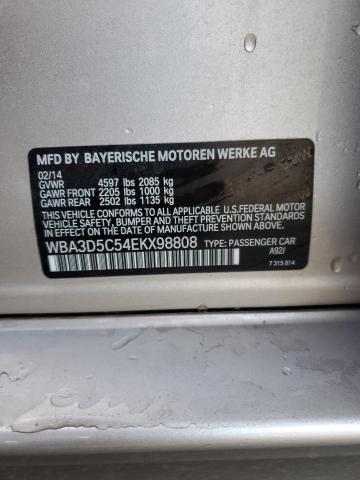 MFD BY BAYERISCHE MOTOREN WERKE AG
02/14
GVWR 4597 lbs 2085 kg
GAWR FRONT 2205 lbs 1000 kg
GAWR REAR 2502 lbs 1135 kg
THIS VEHICLE CONFORMS TO ALL APPLICABLE U.S. FEDERAL MOTOR
VEHICLE SAFETY, BUMPER, AND THEFT PREVENTION STANDARDS
IN EFFECT ON THE DATE OF MANUFACTURE SHOWN ABOVE.
WBA3D5C54EKX98808 TYPE: PASSENGER CAR
A92/
7 315 814